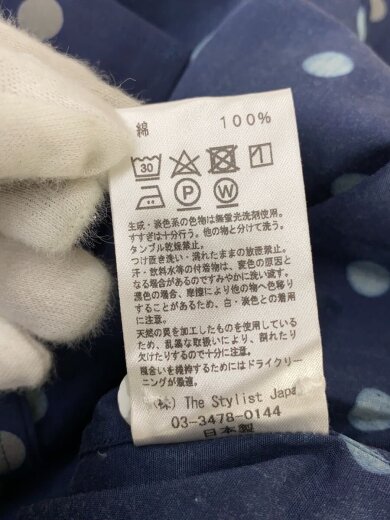 綿 100%
30
P W
生成・淡色系の色物は無蛍光洗剤使用。
すすぎは十分行う。他の物と分けて洗う。
タンブル乾燥禁止。
つけ置き洗い・濡れたままの放置禁止。
汗・飲料水等の付着物は、変色の原因と
なる場合があるのですみやかに洗い流す。
濃色の場合、摩擦により他の物へ色移り
することがあるため、白・淡色との着用
に注意。
天然の貝を加工したものを使用している
ため、乱暴な取扱いにより、割れたり
欠けたりするので十分に注意。
風合いを維持するためにはドライクリー
ニングが最適。
(株) The Stylist Japa
03-3478-0144
日本製